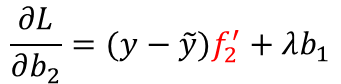 ∂L/∂b₂ = (y − ỹ)f₂′ + λb₁